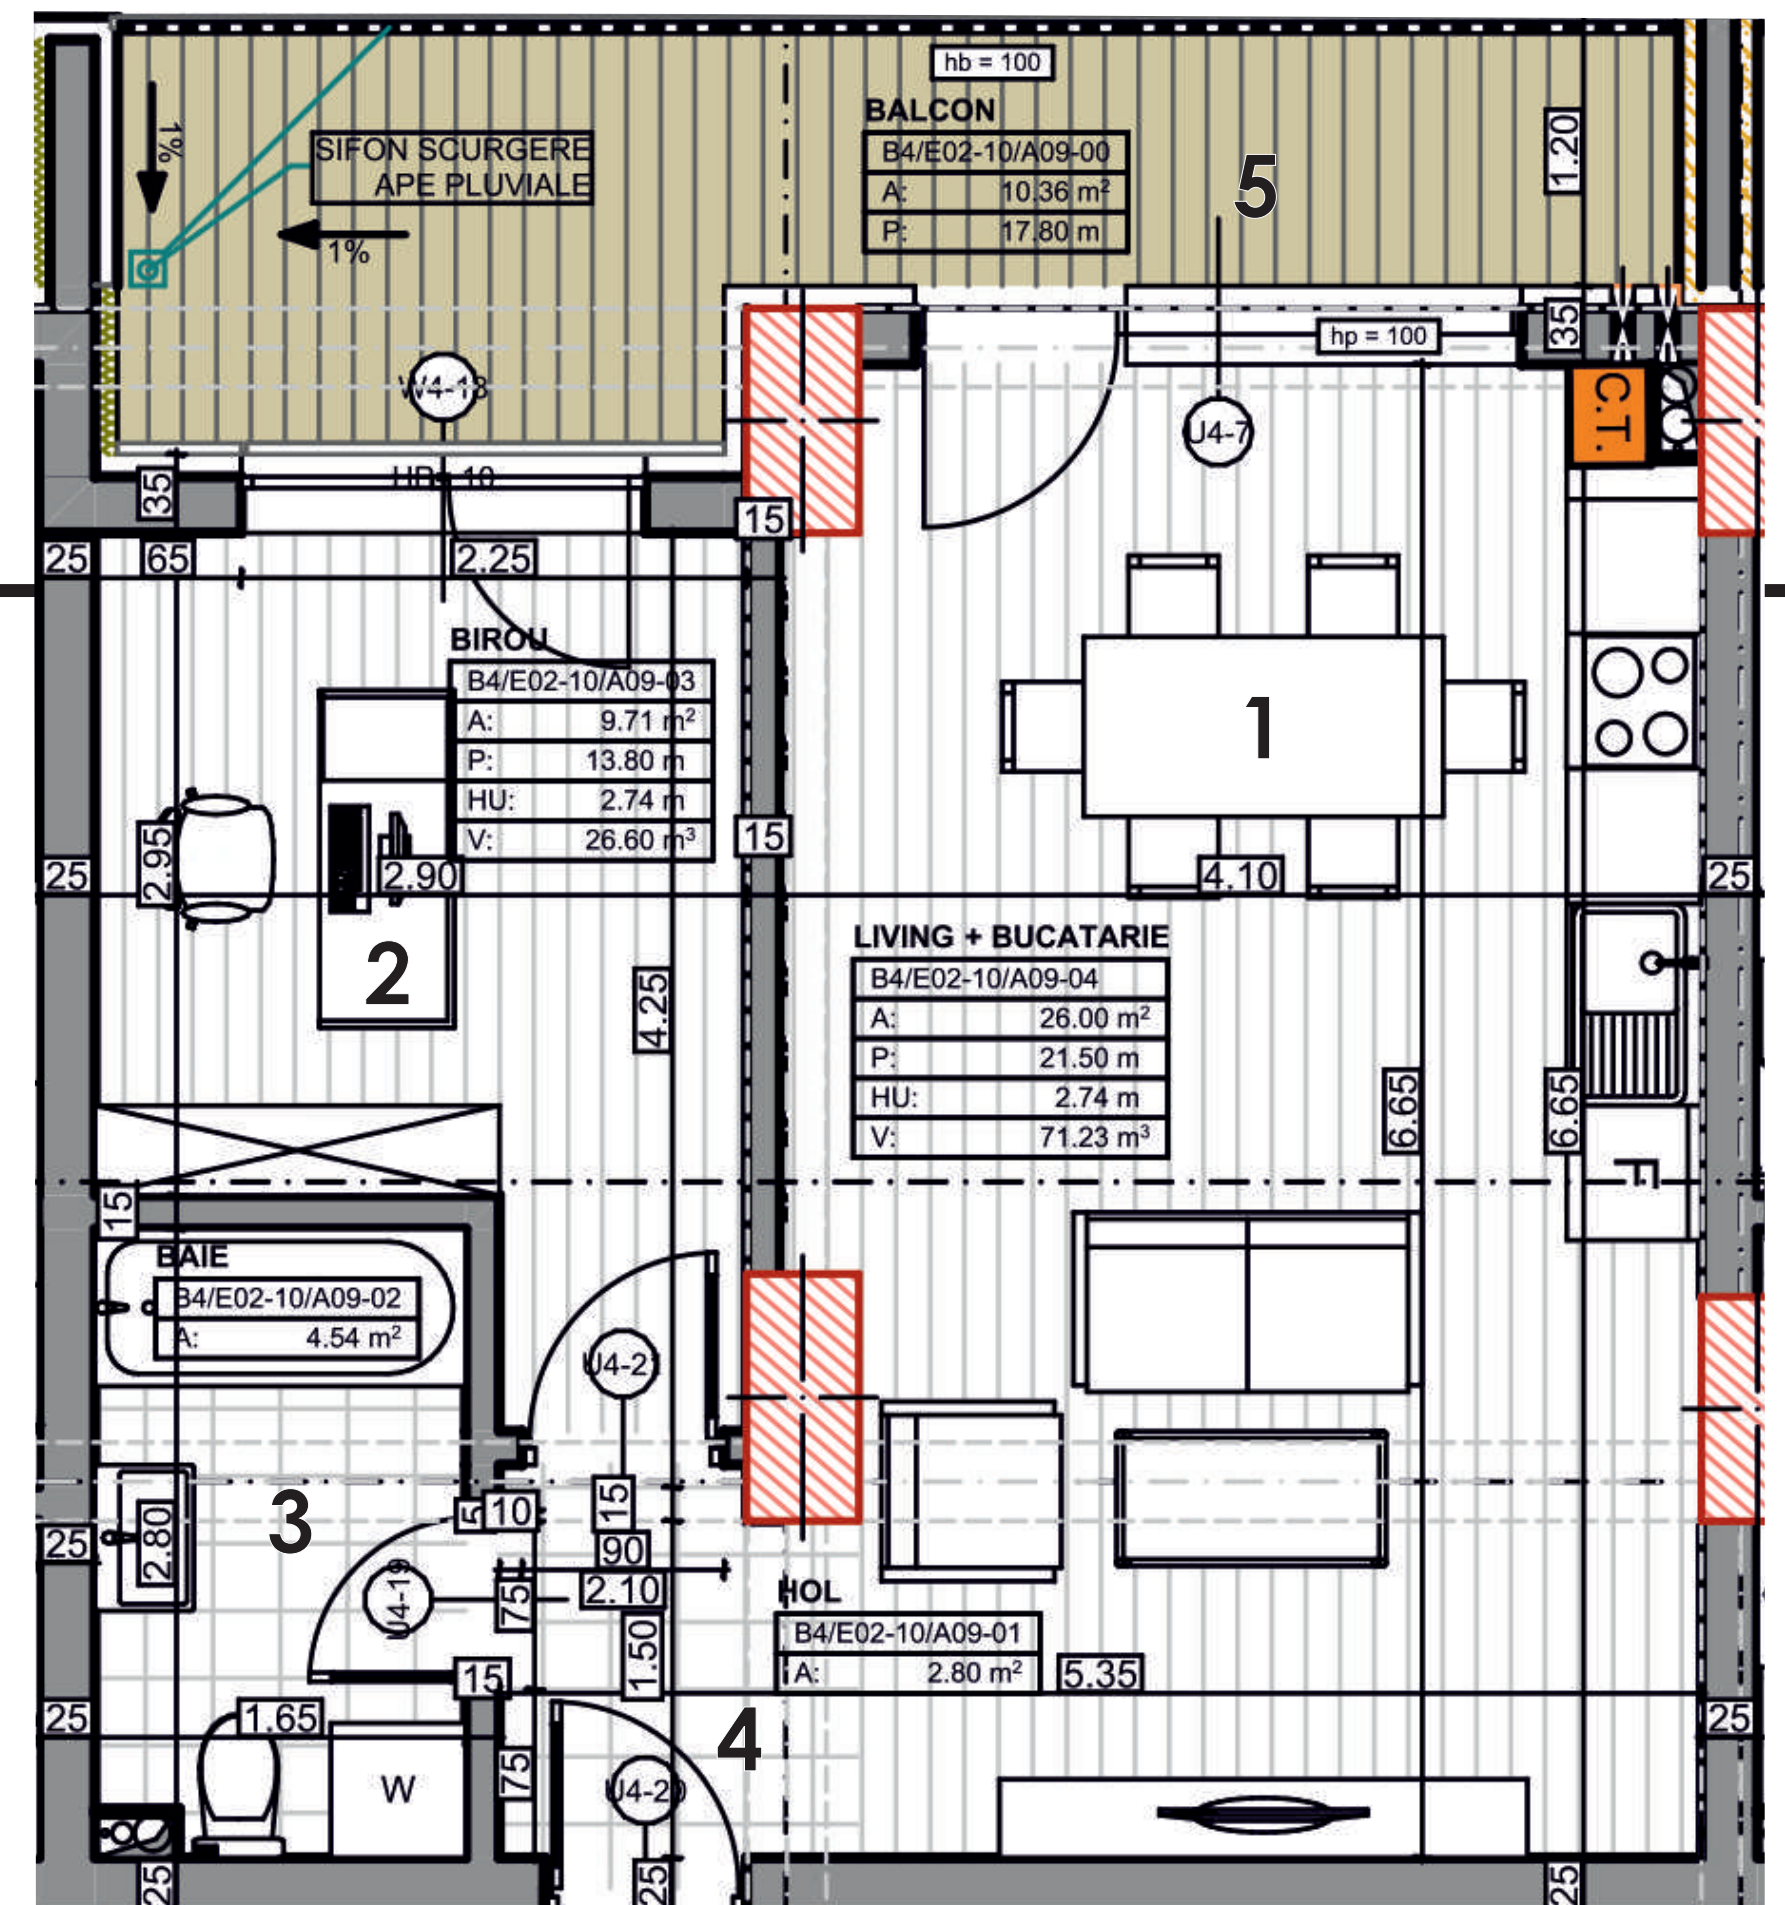 hb = 100
BALCON
B4/E02-10/A09-00
A: 10.36 m²
P: 17.80 m
5
1.20
1%
SIFON SCURGERE
APE PLUVIALE
1%
35
hp = 100
W4-18
U4-7
C.T.
35
15
25
65
2.25
BIROU
B4/E02-10/A09-03
A: 9.71 m²
P: 13.80 m
HU: 2.74 m
V: 26.60 m³
1
15
2.95
25
2.90
4.10
25
2
4.25
LIVING + BUCATARIE
B4/E02-10/A09-04
A: 26.00 m²
P: 21.50 m
HU: 2.74 m
V: 71.23 m³
6.65
6.65
F
15
BAIE
B4/E02-10/A09-02
A: 4.54 m²
U4-21
3
5
10
15
25
2.80
90
2.10
75
U4-19
HOL
B4/E02-10/A09-01
A: 2.80 m²
1.50
5.35
15
25
1.65
4
25
75
W
U4-20
25
25
25